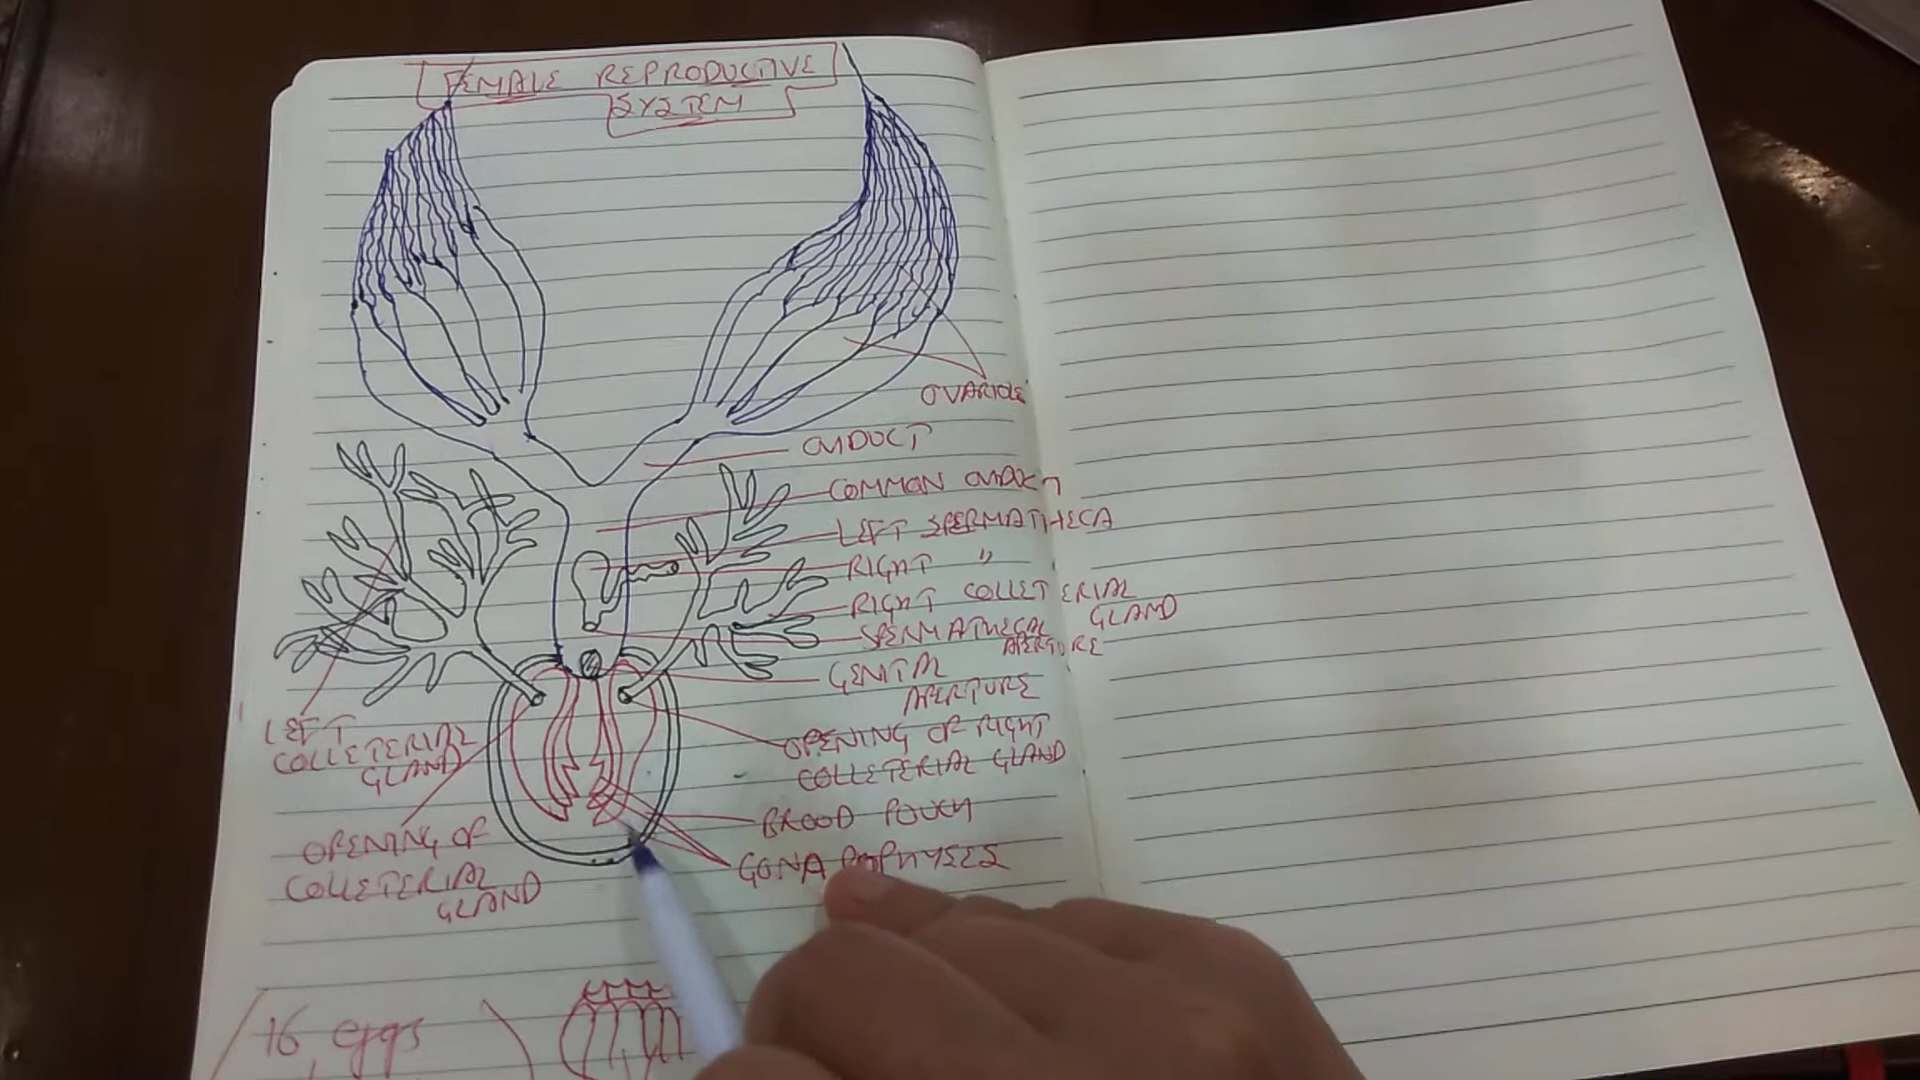 FEMALE REPRODUCTIVE
SYSTEM
OVARIOLE
OVIDUCT
COMMON OVIDUCT
LEFT SPERMATHECA
RIGHT "
RIGHT COLLETERIAL
GLAND
SPERMATHECAL
APERTURE
GENITAL
APERTURE
OPENING OF RIGHT
COLLETERIAL GLAND
BROOD POUCH
GONAPOPHYSES
LEFT
COLLETERIAL
GLAND
OPENING OF
COLLETERIAL
GLAND
16 eggs